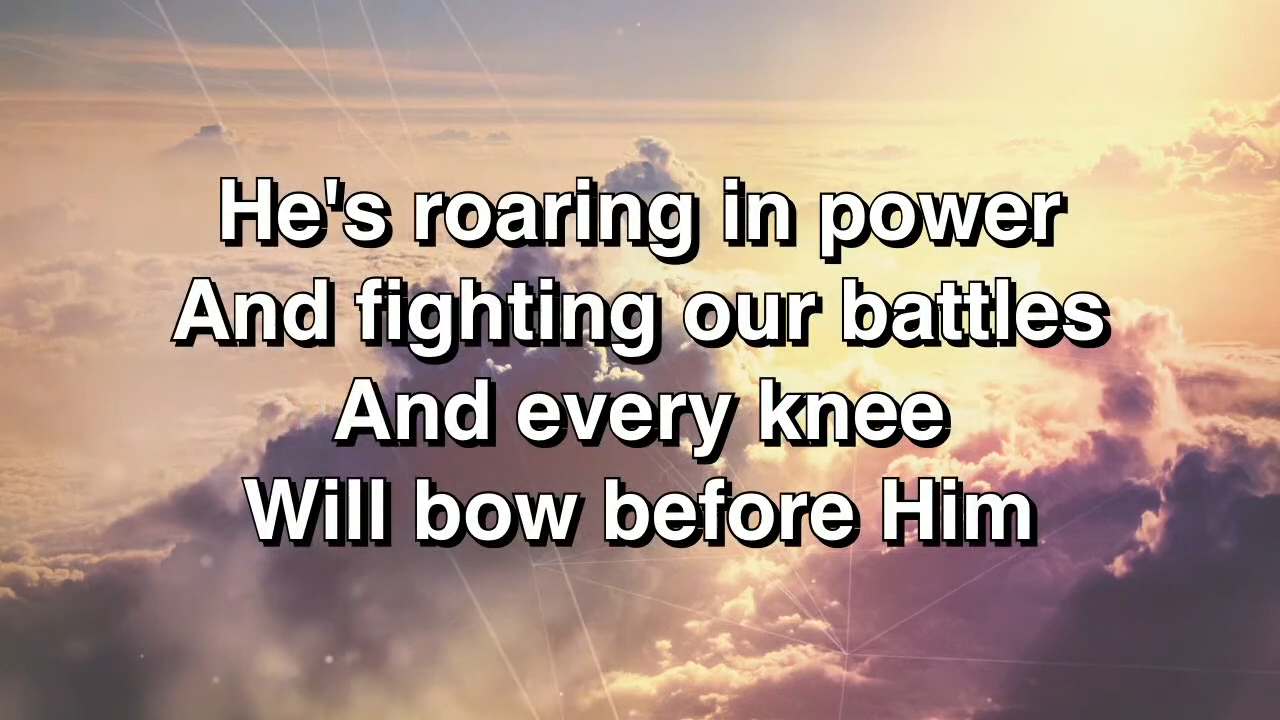 He's roaring in power
And fighting our battles
And every knee
Will bow before Him